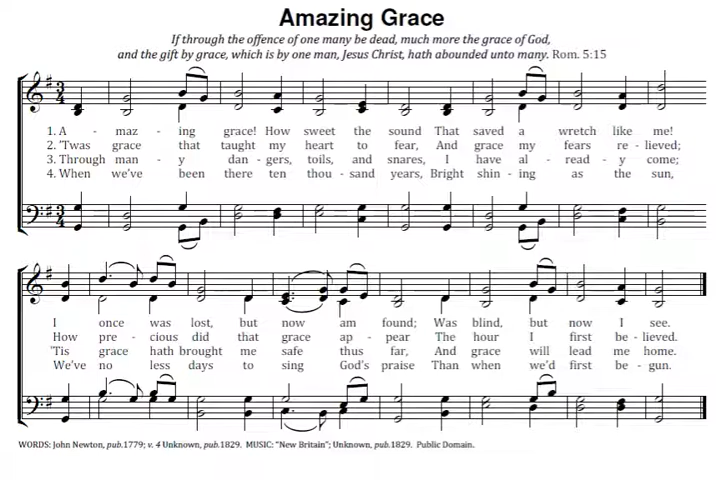 Amazing Grace
If through the offence of one many be dead, much more the grace of God,
and the gift by grace, which is by one man, Jesus Christ, hath abounded unto many. Rom. 5:15
1. A - maz - ing grace! How sweet the sound That saved a wretch like me!
2. 'Twas grace that taught my heart to fear, And grace my fears re - lieved;
3. Through man - y dan - gers, toils, and snares, I have al - read - y come;
4. When we've been there ten thou - sand years, Bright shin - ing as the sun,
I once was lost, but now am found; Was blind, but now I see.
How pre - cious did that grace ap - pear The hour I first be - lieved.
'Tis grace hath brought me safe thus far, And grace will lead me home.
We've no less days to sing God's praise Than when we'd first be - gun.
WORDS: John Newton, pub.1779; v. 4 Unknown, pub.1829. MUSIC: "New Britain"; Unknown, pub.1829. Public Domain.